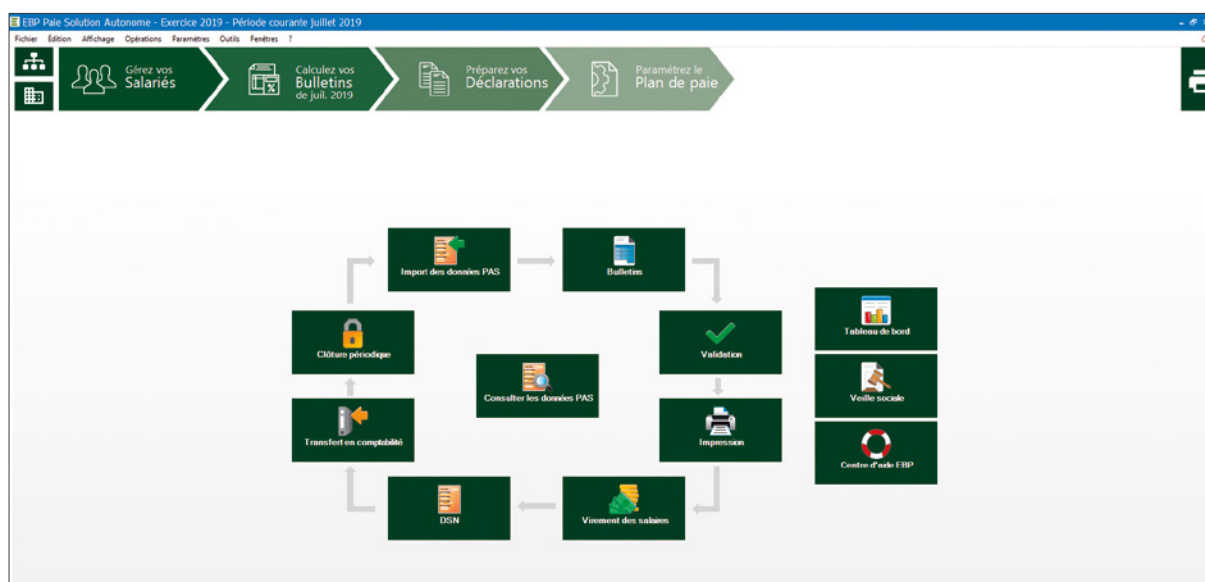 EBP Paie Solution Autonome - Exercice 2019 - Période courante Juillet 2019
Fichier Édition Affichage Opérations Paramètres Outils Fenêtres ?
Gérez vos
Salariés
Calculez vos
Bulletins
de juil. 2019
Préparez vos
Déclarations
Paramétrez le
Plan de paie
Import des données PAS
Bulletins
Clôture périodique
Validation
Tableau de bord
Consulter les données PAS
Veille sociale
Transfert en comptabilité
Impression
Centre d'aide EBP
DSN
Virement des salaires